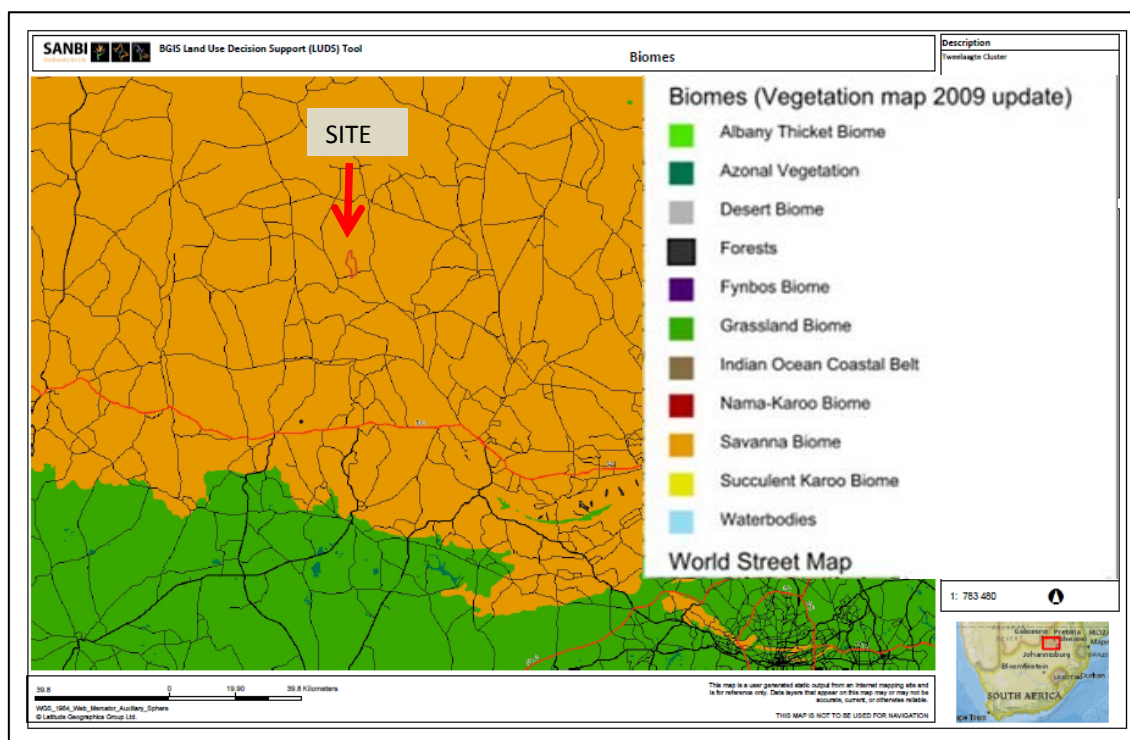 SANBI
Biodiversity for Life
BGIS Land Use Decision Support (LUDS) Tool
Biomes
Description
Tweelaagte Cluster
SITE
Biomes (Vegetation map 2009 update)
Albany Thicket Biome
Azonal Vegetation
Desert Biome
Forests
Fynbos Biome
Grassland Biome
Indian Ocean Coastal Belt
Nama-Karoo Biome
Savanna Biome
Succulent Karoo Biome
Waterbodies
World Street Map
1: 783 480
Gaborone
Pretoria
Johannesburg
Bloemfontein
Durban
SOUTH AFRICA
39.8 0 19.90 39.8 Kilometers
WGS_1984_Web_Mercator_Auxiliary_Sphere
© Latitude Geographics Group Ltd.
This map is a user generated static output from an Internet mapping site and
is for reference only. Data layers that appear on this map may or may not be
accurate, current, or otherwise reliable.
THIS MAP IS NOT TO BE USED FOR NAVIGATION